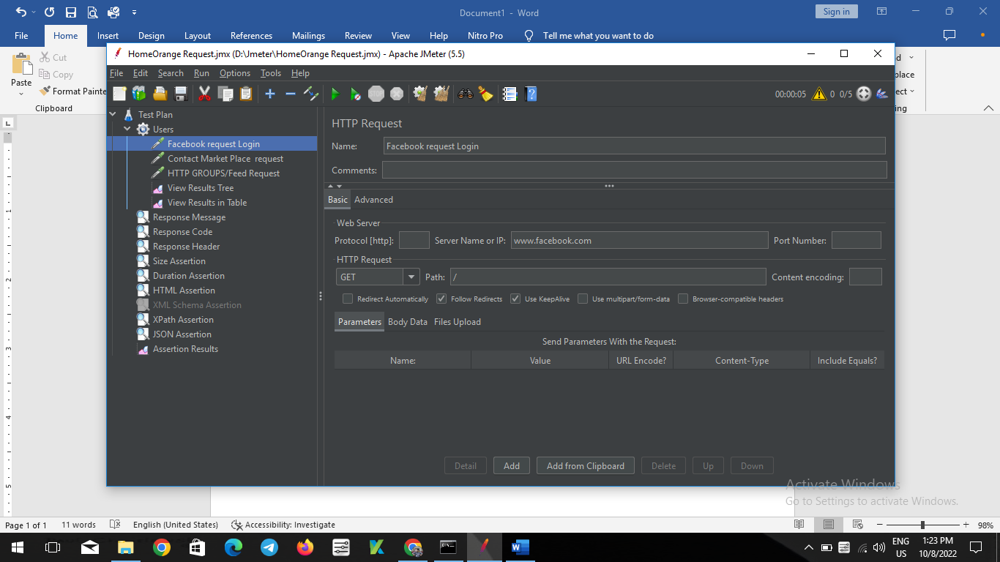 Document1 - Word
Sign in
File Home Insert Design Layout References Mailings Review View Help Nitro Pro Tell me what you want to do
Paste
Cut
Copy
Format Painte
Clipboard
d
place
ect
ing
HomeOrange Request.jmx (D:\Jmeter\HomeOrange Request.jmx) - Apache JMeter (5.5)
File Edit Search Run Options Tools Help
STOP
00:00:05 0 0/5
Test Plan
Users
Facebook request Login
Contact Market Place request
HTTP GROUPS/Feed Request
View Results Tree
View Results in Table
Response Message
Response Code
Response Header
Size Assertion
Duration Assertion
HTML Assertion
XML Schema Assertion
XPath Assertion
JSON Assertion
Assertion Results
HTTP Request
Name: Facebook request Login
Comments:
Basic Advanced
Web Server
Protocol [http]: Server Name or IP: www.facebook.com Port Number:
HTTP Request
GET Path: / Content encoding:
Redirect Automatically Follow Redirects Use KeepAlive Use multipart/form-data Browser-compatible headers
Parameters Body Data Files Upload
Send Parameters With the Request:
Name: Value URL Encode? Content-Type Include Equals?
Detail Add Add from Clipboard Delete Up Down
1
2
3
4
5
Activate Windows
Go to Settings to activate Windows.
Page 1 of 1 11 words English (United States) Accessibility: Investigate 98%
ENG
US
1:23 PM
10/8/2022